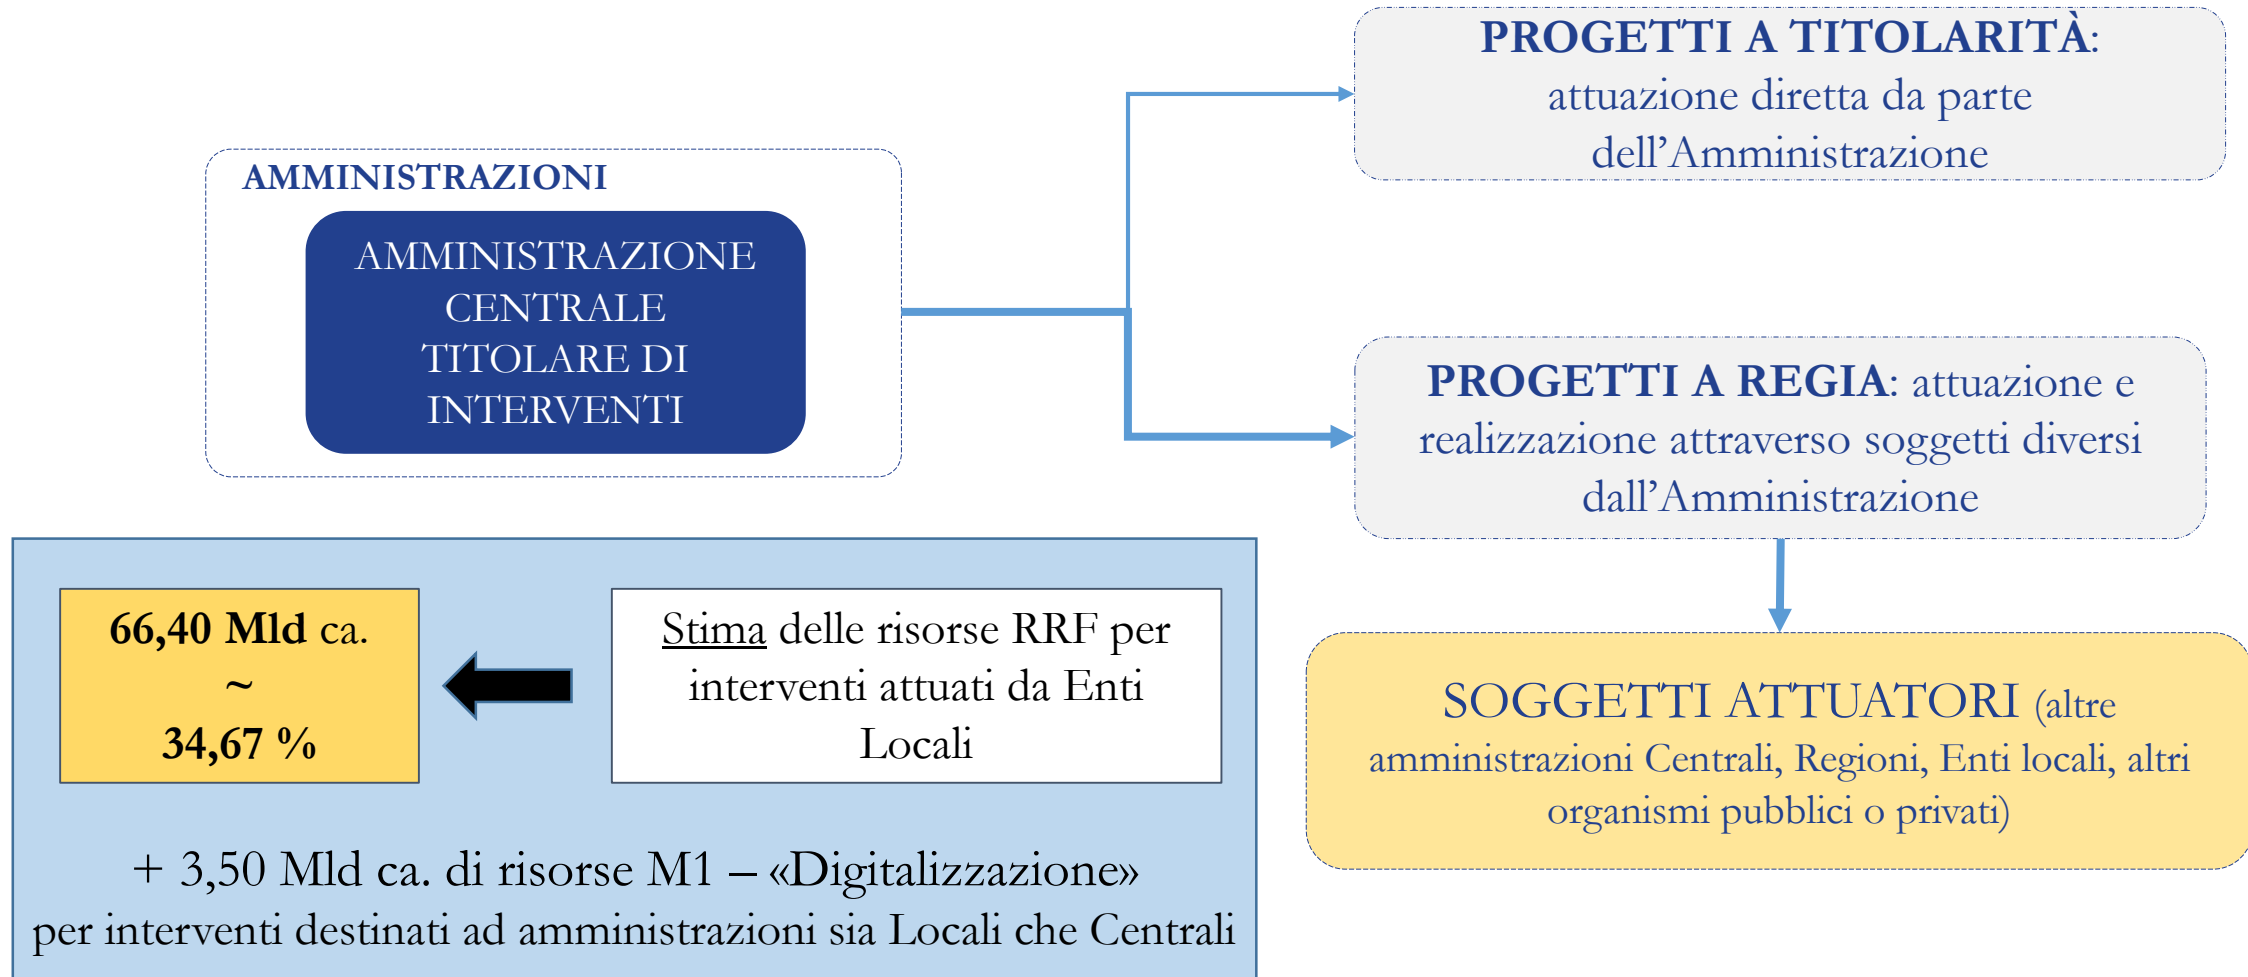 PROGETTI A TITOLARITÀ:
attuazione diretta da parte
dell’Amministrazione
AMMINISTRAZIONI
AMMINISTRAZIONE
CENTRALE
TITOLARE DI
INTERVENTI
PROGETTI A REGIA: attuazione e
realizzazione attraverso soggetti diversi
dall’Amministrazione
66,40 Mld ca.
~
34,67 %
Stima delle risorse RRF per
interventi attuati da Enti
Locali
SOGGETTI ATTUATORI (altre
amministrazioni Centrali, Regioni, Enti locali, altri
organismi pubblici o privati)
+ 3,50 Mld ca. di risorse M1 – «Digitalizzazione»
per interventi destinati ad amministrazioni sia Locali che Centrali